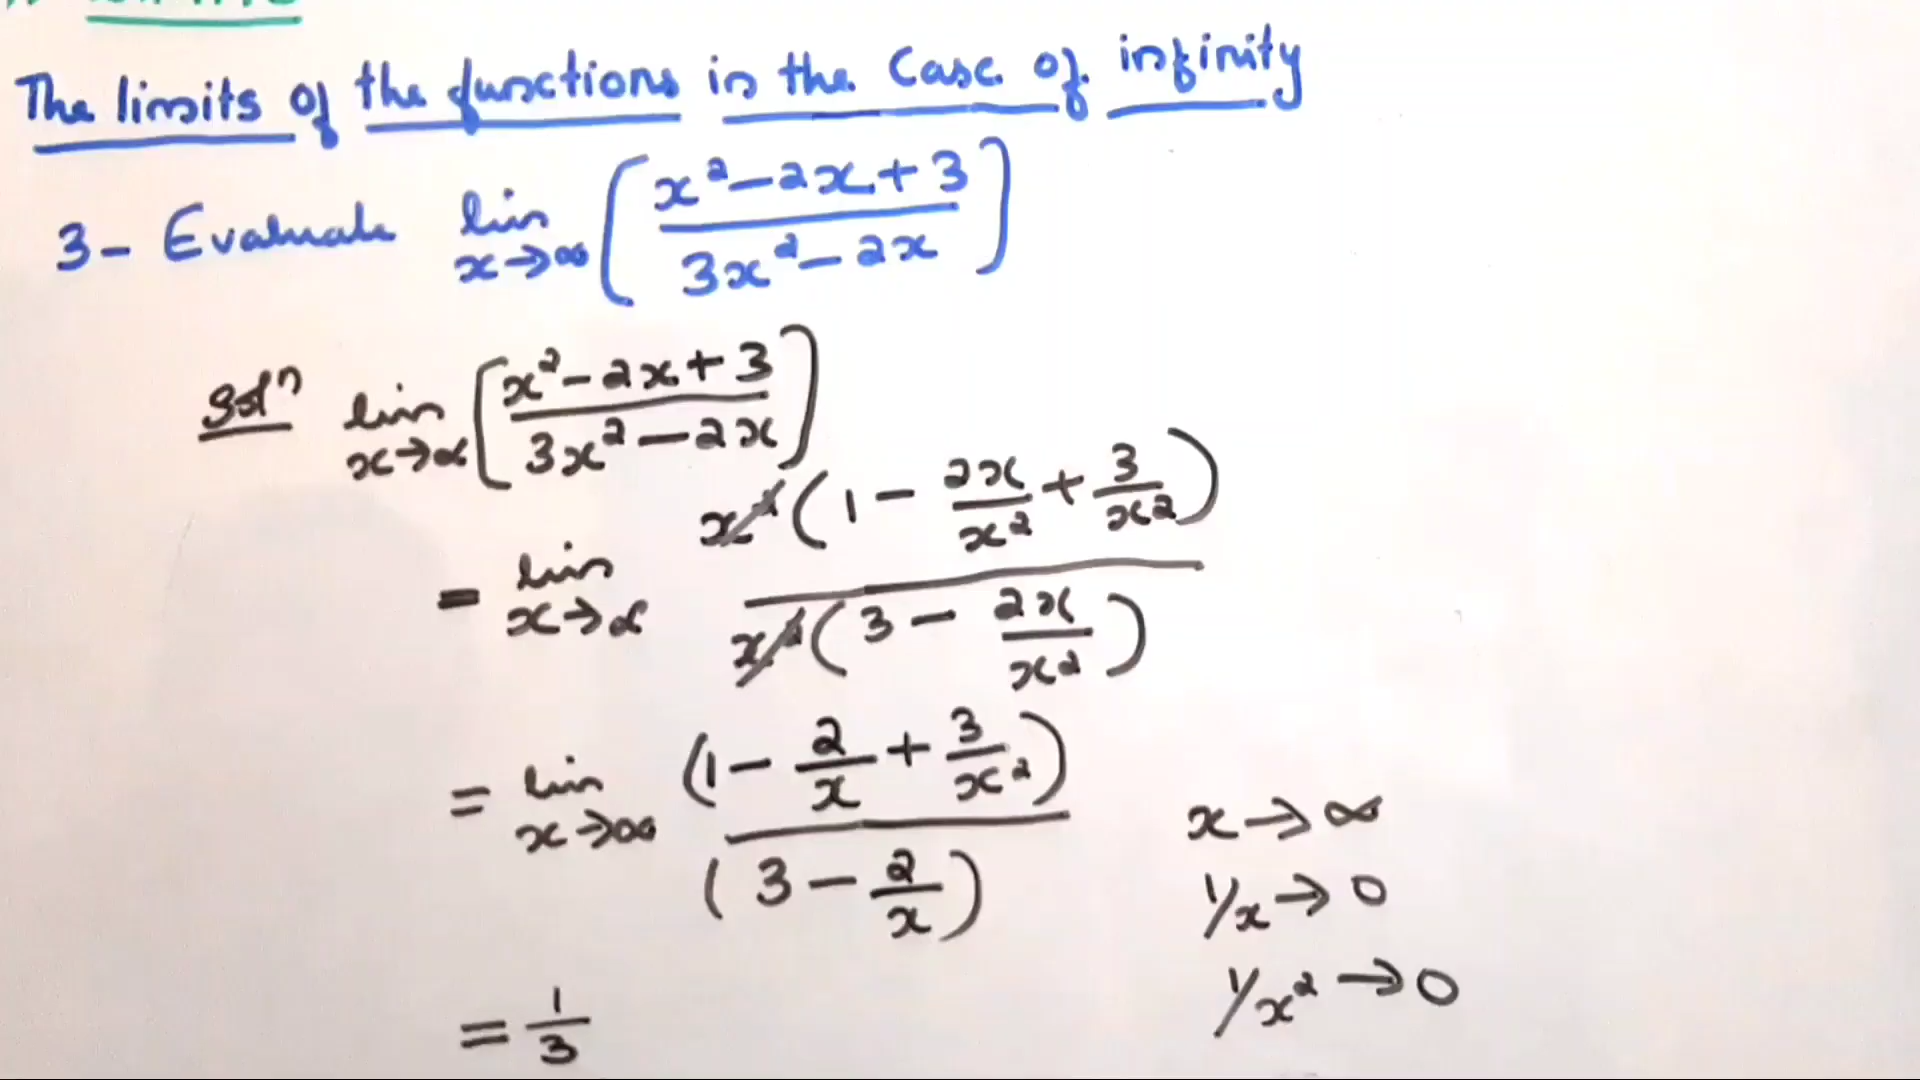 The limits of the functions in the case of infinity
3 - Evaluate lim x→∞ ( x² - 2x + 3 / 3x² - 2x )
Solⁿ lim x→∝ ( x² - 2x + 3 / 3x² - 2x )
= lim x→∝ x² ( 1 - 2x/x² + 3/x² ) / x² ( 3 - 2x/x² )
= lim x→∞ ( 1 - 2/x + 3/x² ) / ( 3 - 2/x )
x → ∞
1/x → 0
1/x² → 0
= 1/3